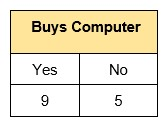 Buys Computer
Yes No
9 5